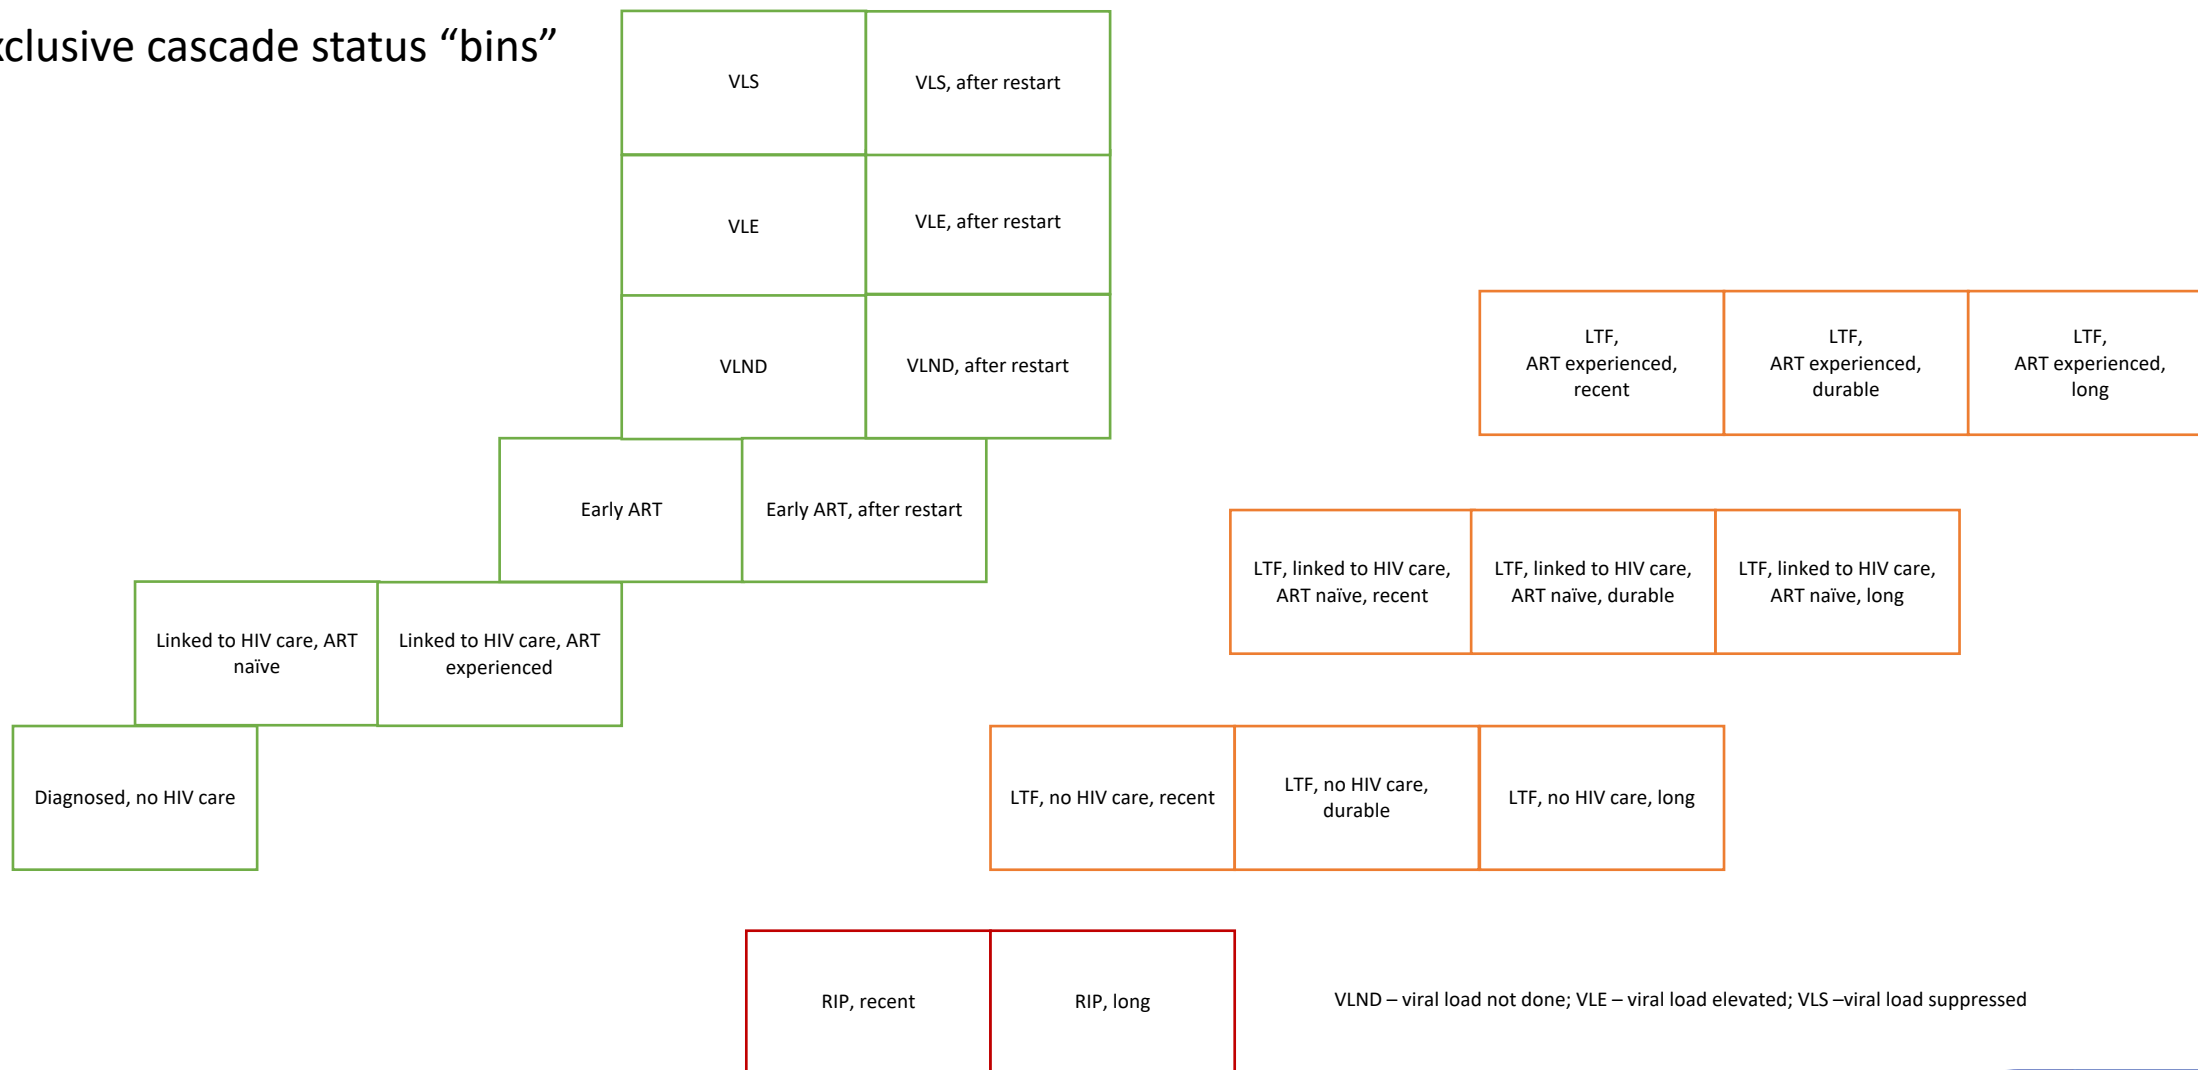 xclusive cascade status “bins”
VLS
VLS, after restart
VLE
VLE, after restart
VLND
VLND, after restart
LTF,
ART experienced,
recent
LTF,
ART experienced,
durable
LTF,
ART experienced,
long
Early ART
Early ART, after restart
LTF, linked to HIV care,
ART naïve, recent
LTF, linked to HIV care,
ART naïve, durable
LTF, linked to HIV care,
ART naïve, long
Linked to HIV care, ART
naïve
Linked to HIV care, ART
experienced
Diagnosed, no HIV care
LTF, no HIV care, recent
LTF, no HIV care,
durable
LTF, no HIV care, long
RIP, recent
RIP, long
VLND – viral load not done; VLE – viral load elevated; VLS –viral load suppressed